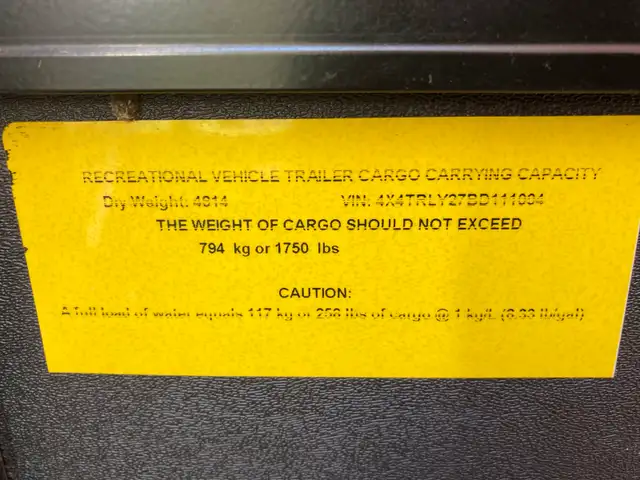 RECREATIONAL VEHICLE TRAILER CARGO CARRYING CAPACITY
Dry Weight: 4814 VIN: 4X4TRLY27BD111034
THE WEIGHT OF CARGO SHOULD NOT EXCEED
794 kg or 1750 lbs
CAUTION:
A full load of water equals 117 kg or 258 lbs of cargo @ 1 kg/L (8.33 lb/gal)